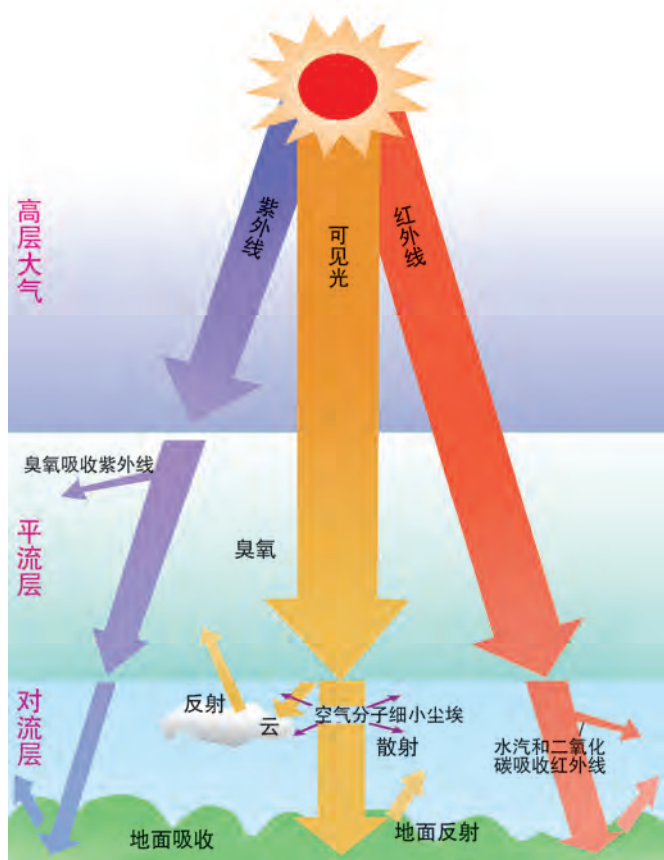 紫外线
可见光
红外线
高层大气
臭氧吸收紫外线
平流层
臭氧
对流层
反射
云
空气分子细小尘埃
散射
水汽和二氧化
碳吸收红外线
地面吸收
地面反射